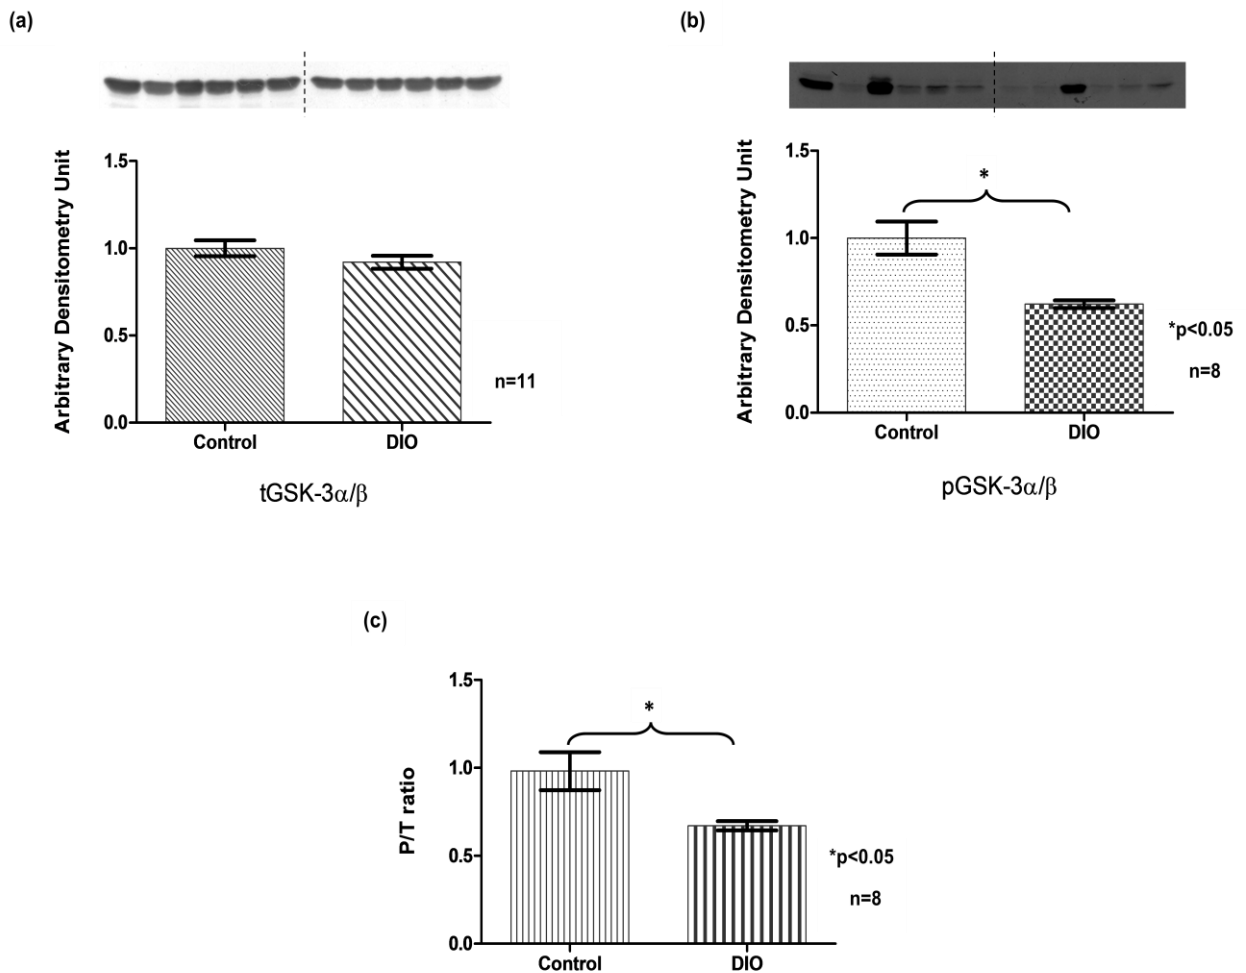 (a)
Arbitrary Densitometry Unit
1.5
1.0
0.5
0.0
Control DIO
n=11
tGSK-3α/β
(b)
Arbitrary Densitometry Unit
1.5
1.0
0.5
0.0
*
Control DIO
*p<0.05
n=8
pGSK-3α/β
(c)
P/T ratio
1.5
1.0
0.5
0.0
*
Control DIO
*p<0.05
n=8